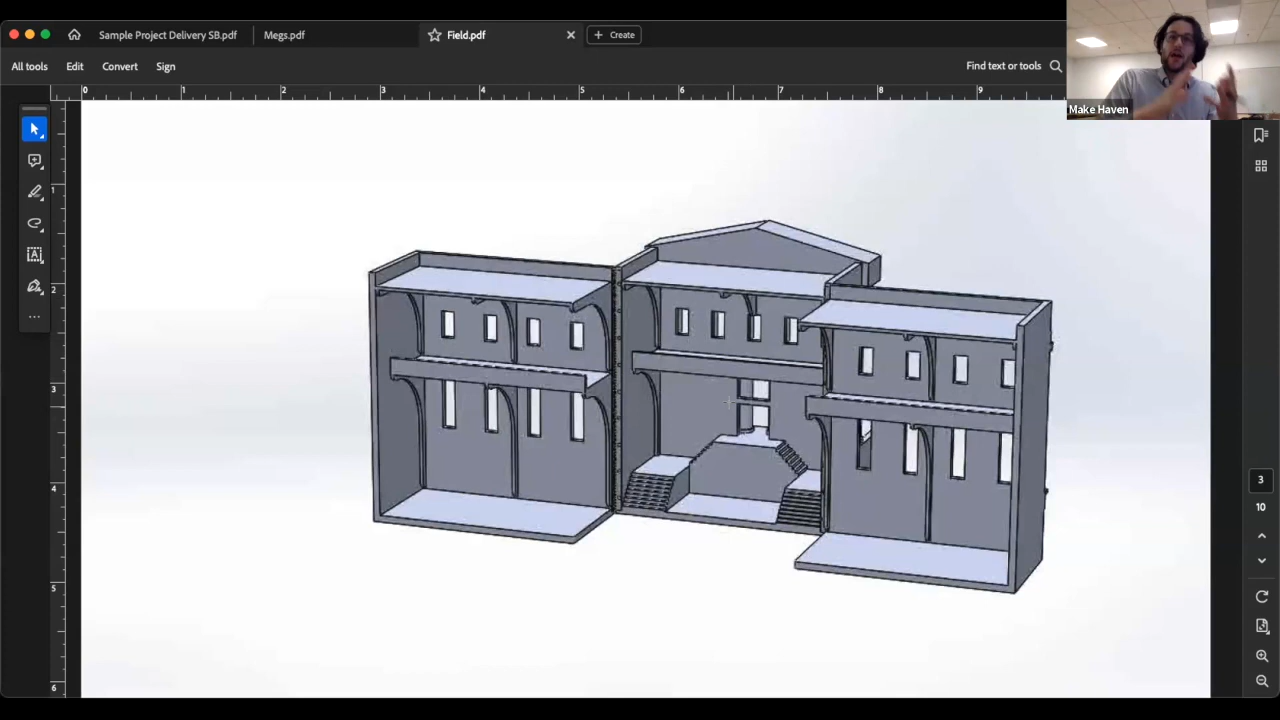 Sample Project Delivery SB.pdf
Megs.pdf
Field.pdf
Create
All tools
Edit
Convert
Sign
Find text or tools
Make Haven
0 1 2 3 4 5 6 7 8 9
1
2
3
4
5
6
3
10